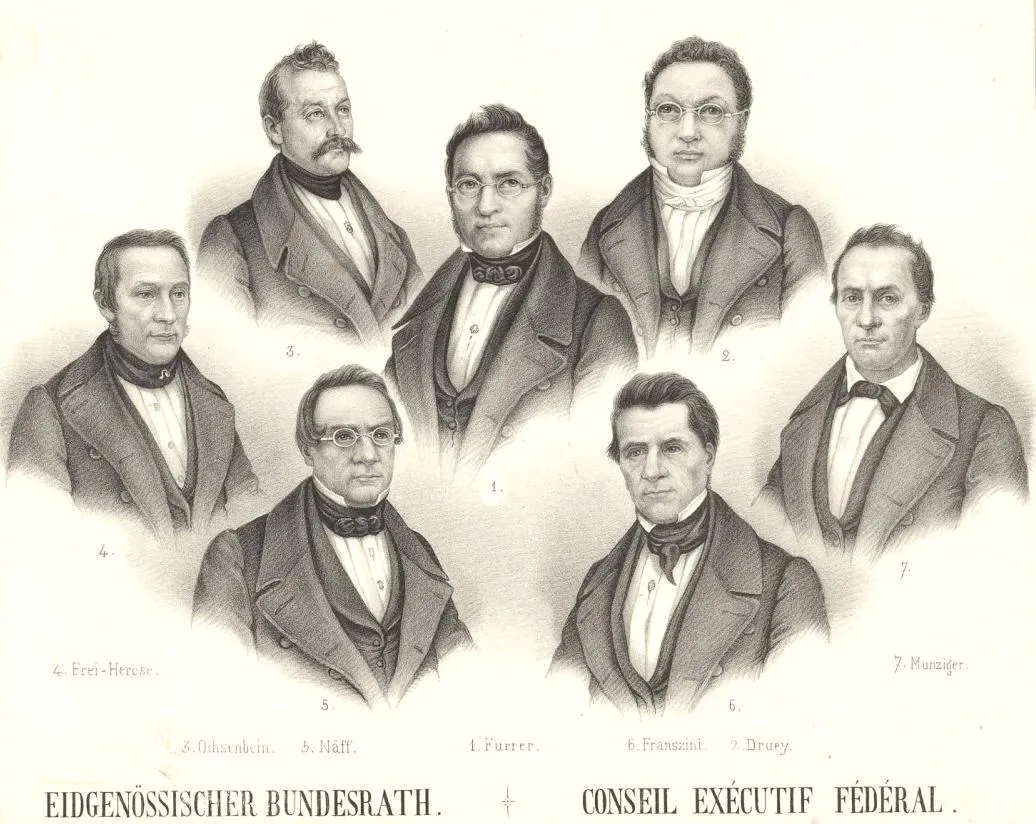 3.
2.
1.
4.
7.
4. Frei-Herosé.
7. Munziger.
5.
6.
3. Ochsenbein. 5. Näff. 1. Furrer. 6. Franszini. 2. Druey.
EIDGENÖSSISCHER BUNDESRATH. CONSEIL EXÉCUTIF FÉDÉRAL.